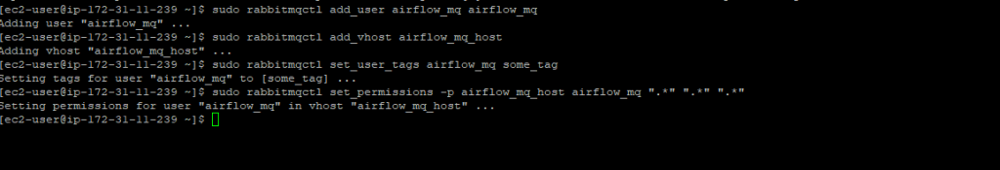 [ec2-user@ip-172-31-11-239 ~]$ sudo rabbitmqctl add_user airflow_mq airflow_mq
Adding user "airflow_mq" ...
[ec2-user@ip-172-31-11-239 ~]$ sudo rabbitmqctl add_vhost airflow_mq_host
Adding vhost "airflow_mq_host" ...
[ec2-user@ip-172-31-11-239 ~]$ sudo rabbitmqctl set_user_tags airflow_mq some_tag
Setting tags for user "airflow_mq" to [some_tag] ...
[ec2-user@ip-172-31-11-239 ~]$ sudo rabbitmqctl set_permissions -p airflow_mq_host airflow_mq ".*" ".*" ".*"
Setting permissions for user "airflow_mq" in vhost "airflow_mq_host" ...
[ec2-user@ip-172-31-11-239 ~]$